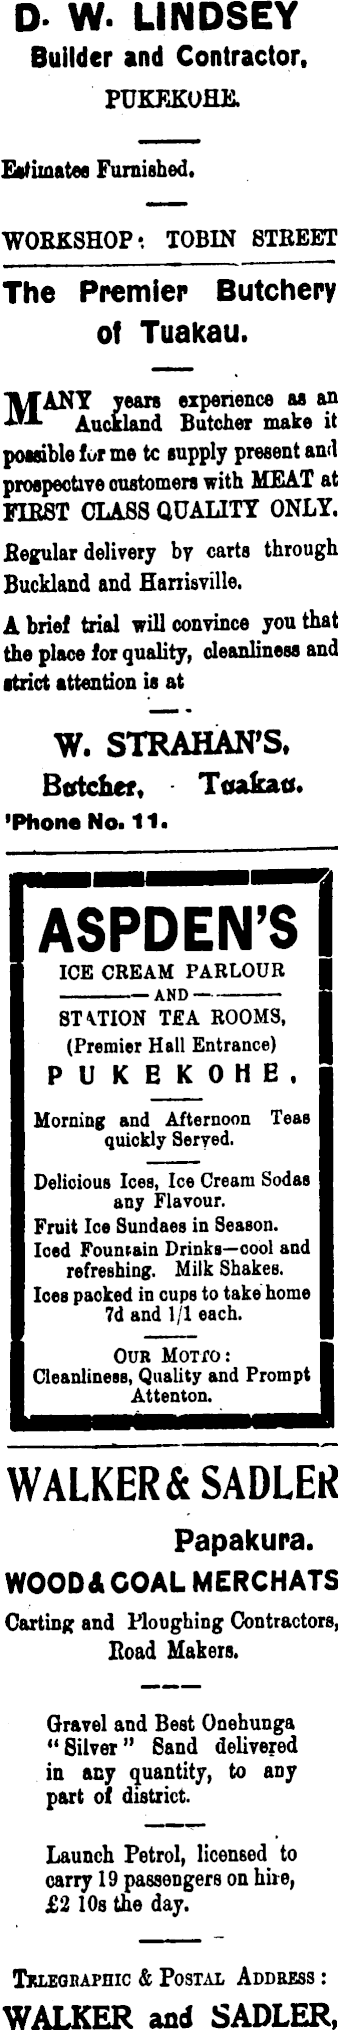 D. W. LINDSEY
Builder and Contractor,
PUKEKOHE.
Estimates Furnished.
WORKSHOP: TOBIN STREET
The Premier Butchery
of Tuakau.
MANY years experience as an
Auckland Butcher make it
possible for me to supply present and
prospective customers with MEAT at
FIRST CLASS QUALITY ONLY.
Regular delivery by carts through
Buckland and Harrisville.
A brief trial will convince you that
the place for quality, cleanliness and
strict attention is at
W. STRAHAN'S,
Butcher, - Tuakau.
'Phone No. 11.
ASPDEN'S
ICE CREAM PARLOUR
AND
STATION TEA ROOMS,
(Premier Hall Entrance)
PUKEKOHE.
Morning and Afternoon Teas
quickly Served.
Delicious Ices, Ice Cream Sodas
any Flavour.
Fruit Ice Sundaes in Season.
Iced Fountain Drinks—cool and
refreshing. Milk Shakes.
Ices packed in cups to take home
7d and 1/1 each.
OUR MOTTO:
Cleanliness, Quality and Prompt
Attenton.
WALKER & SADLER
Papakura.
WOOD & COAL MERCHATS
Carting and Ploughing Contractors,
Road Makers.
Gravel and Best Onehunga
"Silver" Sand delivered
in any quantity, to any
part of district.
Launch Petrol, licensed to
carry 19 passengers on hire,
£2 10s the day.
TELEGRAPHIC & POSTAL ADDRESS:
WALKER and SADLER,